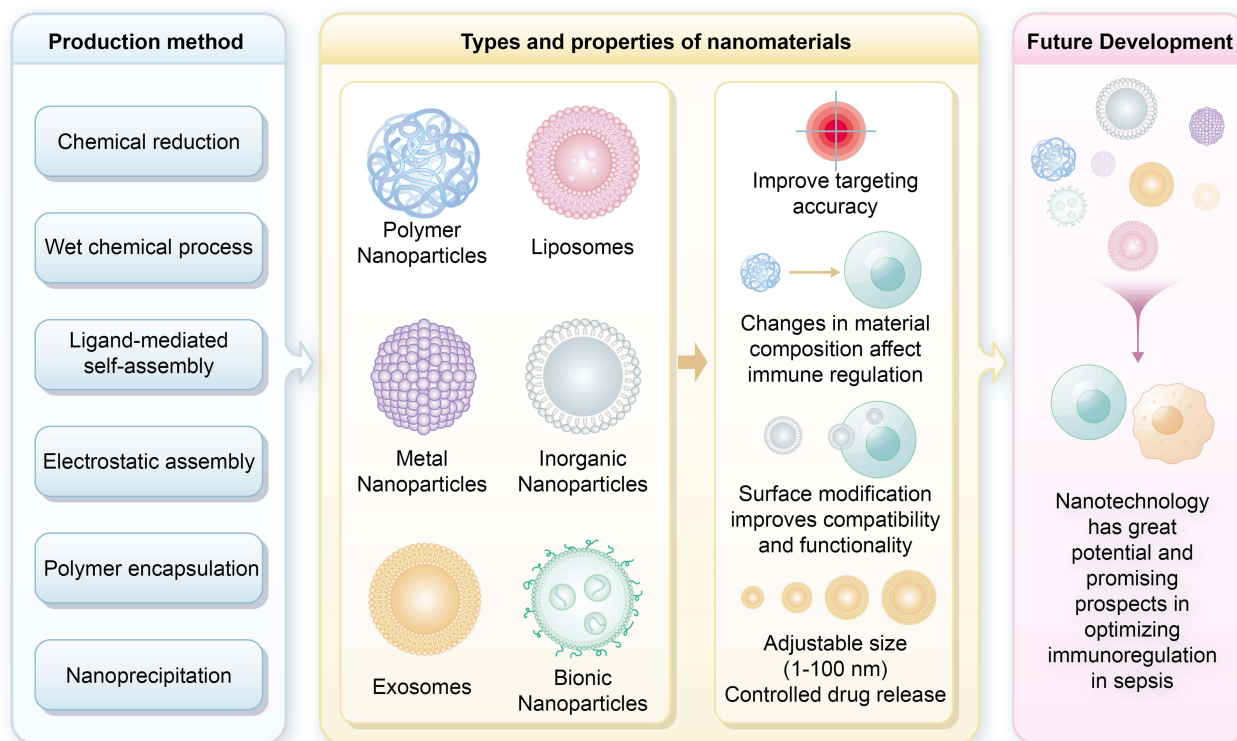 Production method
Chemical reduction
Wet chemical process
Ligand-mediated
self-assembly
Electrostatic assembly
Polymer encapsulation
Nanoprecipitation
Types and properties of nanomaterials
Polymer
Nanoparticles
Liposomes
Metal
Nanoparticles
Inorganic
Nanoparticles
Exosomes
Bionic
Nanoparticles
Improve targeting
accuracy
Changes in material
composition affect
immune regulation
Surface modification
improves compatibility
and functionality
Adjustable size
(1-100 nm)
Controlled drug release
Future Development
Nanotechnology
has great
potential and
promising
prospects in
optimizing
immunoregulation
in sepsis